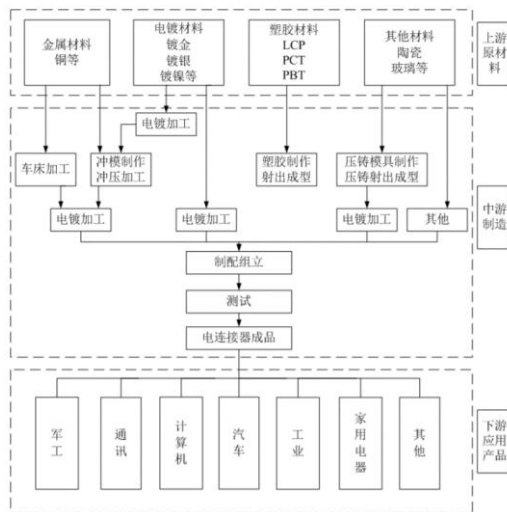 金属材料
铜等
电镀材料
镀金
镀银
镀镍等
塑胶材料
LCP
PCT
PBT
其他材料
陶瓷
玻璃等
上游
原材
料
电镀加工
车床加工
冲模制作
冲压加工
塑胶制作
射出成型
压铸模具制作
压铸射出成型
电镀加工
电镀加工
电镀加工
其他
中游
制造
制配组立
测试
电连接器成品
军工
通讯
计算机
汽车
工业
家用电器
其他
下游
应用
产品